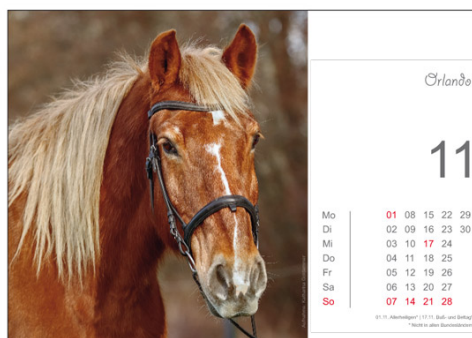 Orlando
11
Mo 01 08 15 22 29
Di 02 09 16 23 30
Mi 03 10 17 24
Do 04 11 18 25
Fr 05 12 19 26
Sa 06 13 20 27
So 07 14 21 28
01.11. Allerheiligen* | 17.11. Buß- und Bettag
* Nicht in allen Bundesländern